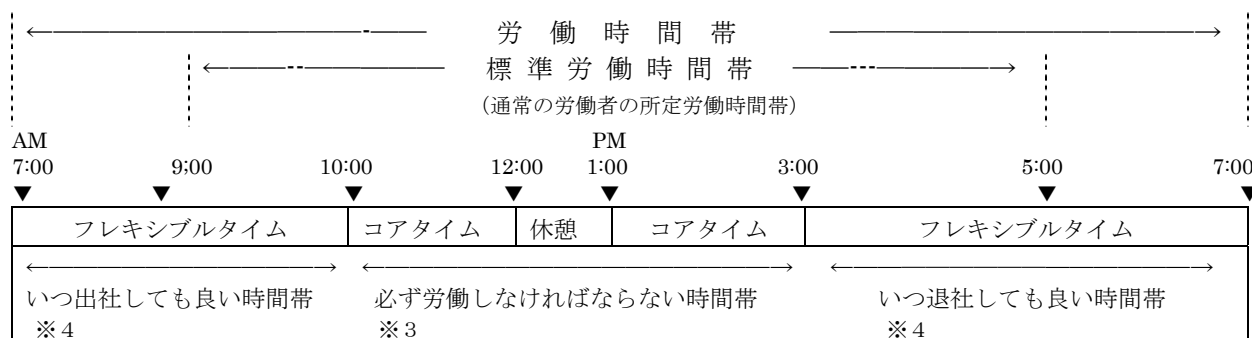 労働時間帯
標準労働時間帯
(通常の労働者の所定労働時間帯)
AM PM
7:00 9;00 10:00 12:00 1:00 3:00 5:00 7:00
フレキシブルタイム コアタイム 休憩 コアタイム フレキシブルタイム
いつ出社しても良い時間帯 必ず労働しなければならない時間帯 いつ退社しても良い時間帯
※4 ※3 ※4